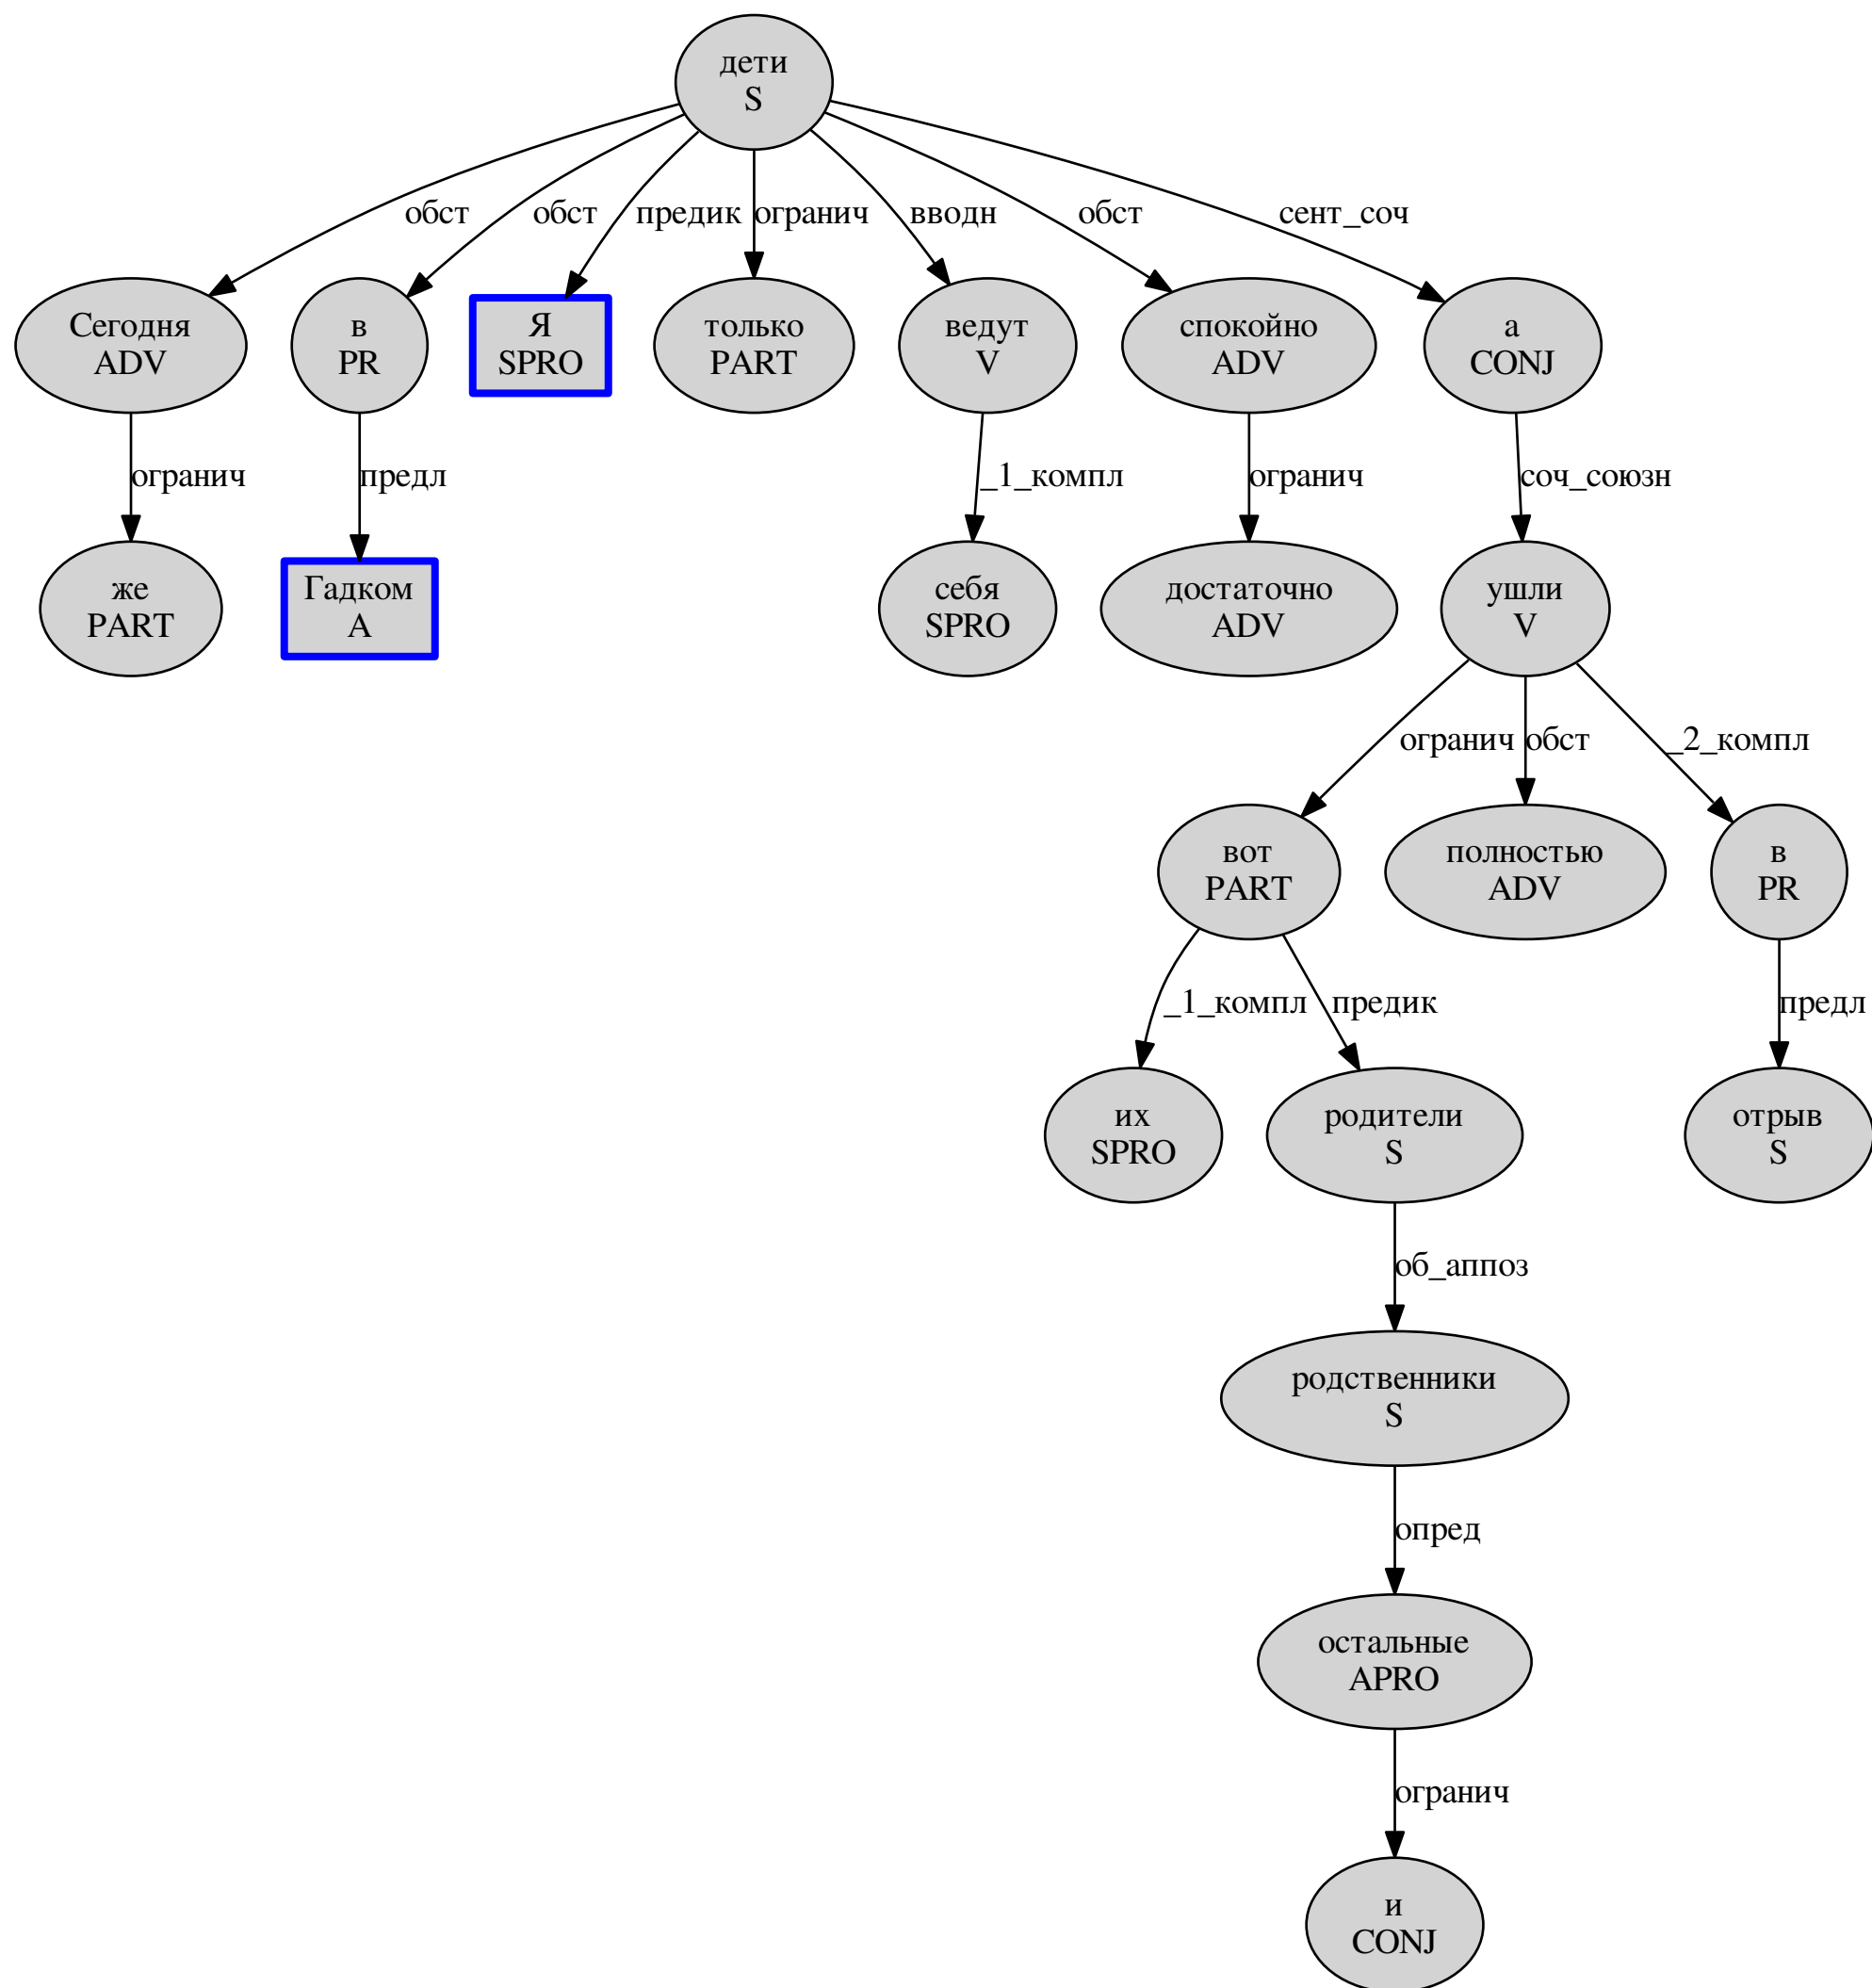 дети
S
обст
обст
предик
огранич
вводн
обст
сент_соч
Сегодня
ADV
в
PR
Я
SPRO
только
PART
ведут
V
спокойно
ADV
а
CONJ
огранич
предл
_1_компл
огранич
соч_союзн
же
PART
Гадком
A
себя
SPRO
достаточно
ADV
ушли
V
огранич
обст
_2_компл
вот
PART
полностью
ADV
в
PR
_1_компл
предик
предл
их
SPRO
родители
S
отрыв
S
об_аппоз
родственники
S
опред
остальные
APRO
огранич
и
CONJ